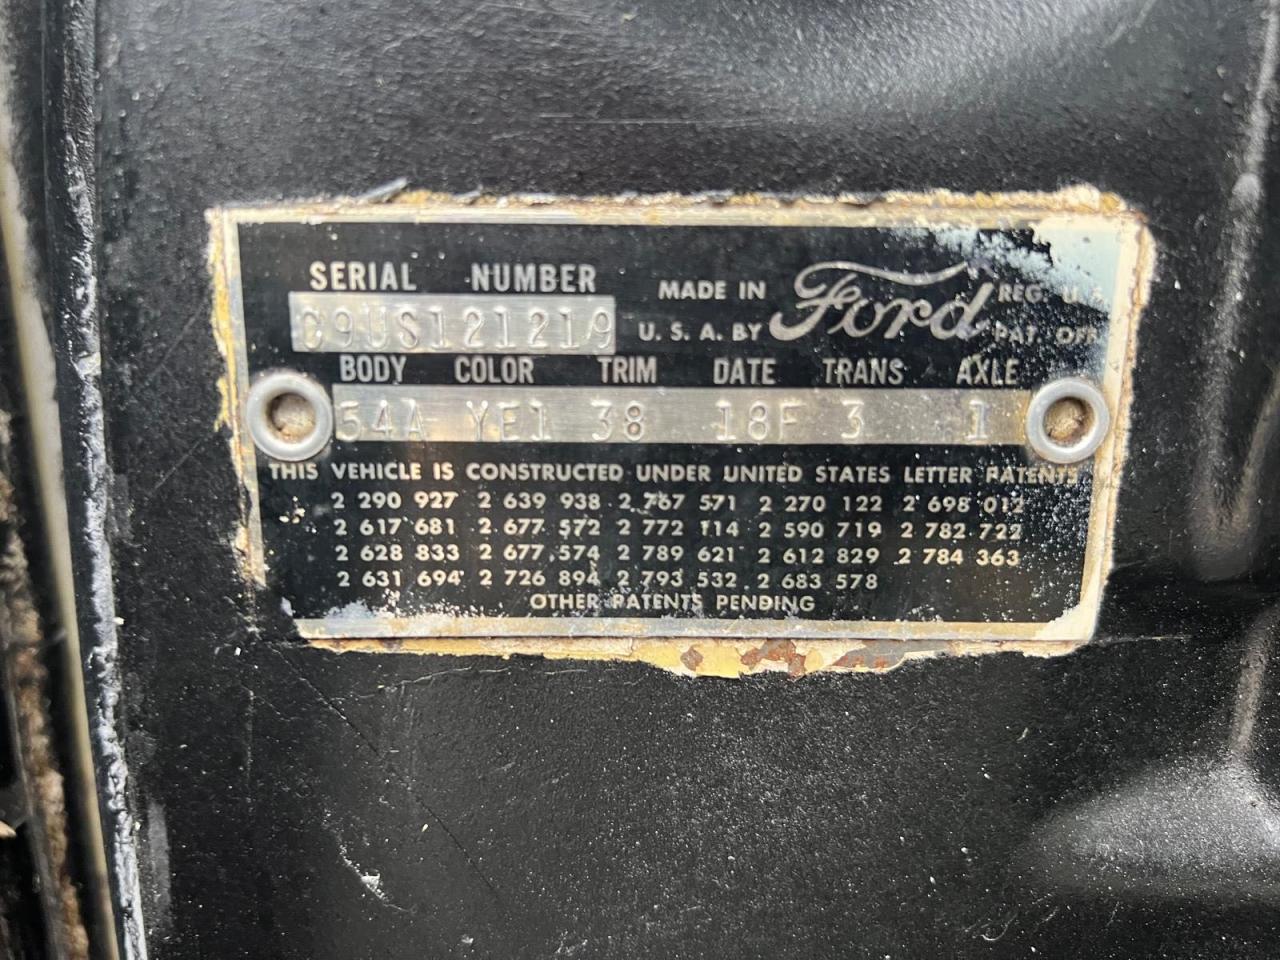 SERIAL NUMBER
C9US121219
MADE IN
U. S. A. BY
Ford
REG. U. S.
PAT. OFF
BODY COLOR TRIM DATE TRANS AXLE
54A YE1 38 18F 3 1
THIS VEHICLE IS CONSTRUCTED UNDER UNITED STATES LETTER PATENTS
2 290 927 2 639 938 2 767 571 2 270 122 2 698 012
2 617 681 2 677 572 2 772 114 2 590 719 2 782 722
2 628 833 2 677 574 2 789 621 2 612 829 2 784 363
2 631 694 2 726 894 2 793 532 2 683 578
OTHER PATENTS PENDING